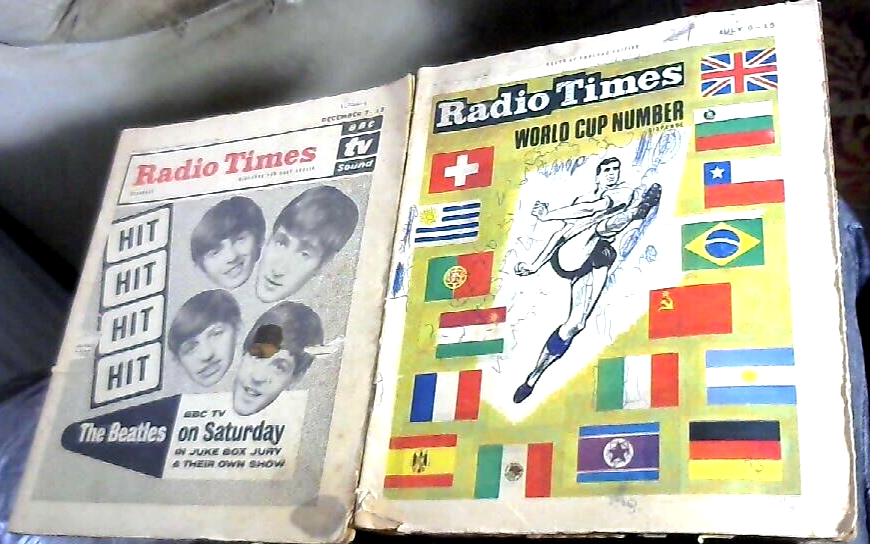 DECEMBER 7-13
BBC
tv
Sound
Radio Times
HIT
HIT
HIT
HIT
The Beatles
BBC TV
on Saturday
IN JUKE BOX JURY
& THEIR OWN SHOW
JULY 9-15
Radio Times
WORLD CUP NUMBER
SIXPENCE